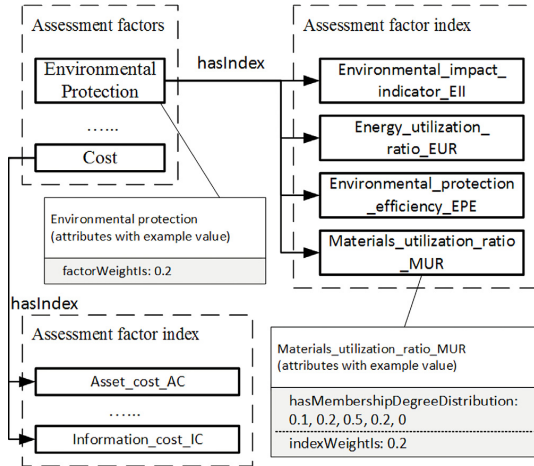 Assessment factors
Environmental
Protection
......
Cost
hasIndex
Assessment factor index
Environmental_impact_
indicator_EII
Energy_utilization_
ratio_EUR
Environmental_protection
_efficiency_EPE
Materials_utilization_ratio
_MUR
Environmental protection
(attributes with example value)
factorWeightIs: 0.2
hasIndex
Assessment factor index
Asset_cost_AC
......
Information_cost_IC
Materials_utilization_ratio_MUR
(attributes with example value)
hasMembershipDegreeDistribution:
0.1, 0.2, 0.5, 0.2, 0
indexWeightIs: 0.2